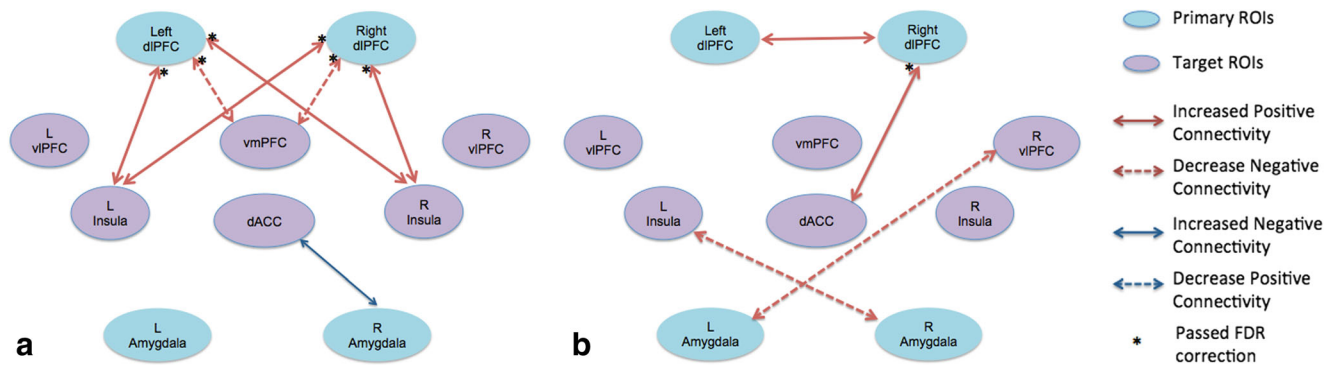 Left
dlPFC
*
*
*
Right
dlPFC
*
*
*
L
vlPFC
vmPFC
R
vlPFC
L
Insula
dACC
R
Insula
L
Amygdala
R
Amygdala
a
Left
dlPFC
Right
dlPFC
*
L
vlPFC
vmPFC
R
vlPFC
L
Insula
dACC
R
Insula
L
Amygdala
R
Amygdala
b
Primary ROIs
Target ROIs
Increased Positive
Connectivity
Decrease Negative
Connectivity
Increased Negative
Connectivity
Decrease Positive
Connectivity
* Passed FDR
correction